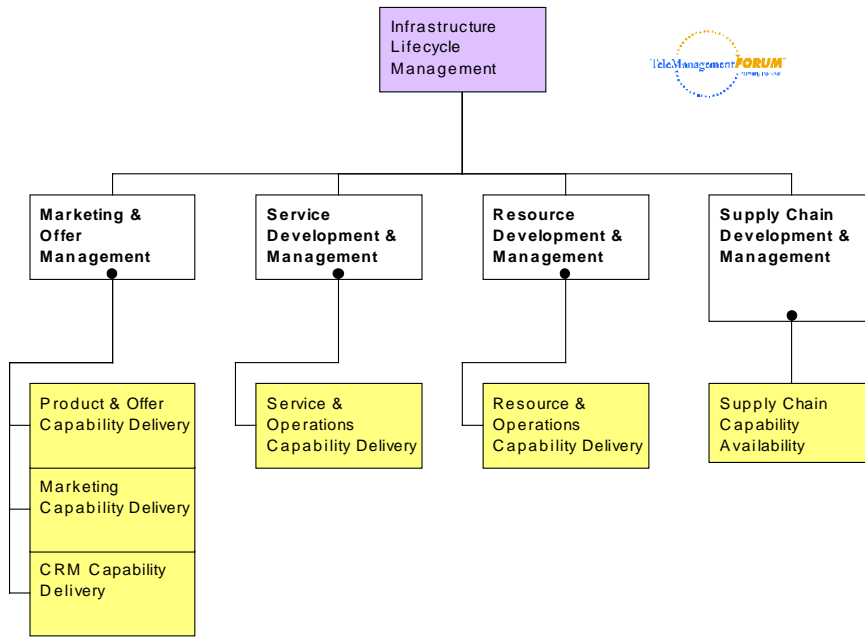 Infrastructure
Lifecycle
Management
TeleManagement FORUM
Marketing &
Offer
Management
Service
Development &
Management
Resource
Development &
Management
Supply Chain
Development &
Management
Product & Offer
Capability Delivery
Marketing
Capability Delivery
CRM Capability
Delivery
Service &
Operations
Capability Delivery
Resource &
Operations
Capability Delivery
Supply Chain
Capability
Availability